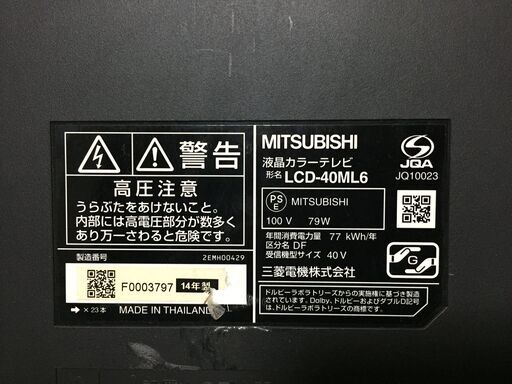 警告
高圧注意
うらぶたをあけないこと。
内部には高電圧部分が数多く
あり万一さわると危険です。
製造番号 2EMH00429
F0003797 14年製
× 23本 MADE IN THAILAND
MITSUBISHI
液晶カラーテレビ
形名 LCD-40ML6
SJQA
JQ10023
PS
E
MITSUBISHI
100 V 79W
年間消費電力量 77 kWh/年
区分名 DF
受信機型サイズ 40 V
三菱電機株式会社
G
ドルビーラボラトリーズからの実施権に基づき製造
されています。Dolby、ドルビーおよびダブルD記号
は、ドルビーラボラトリーズの商標です。